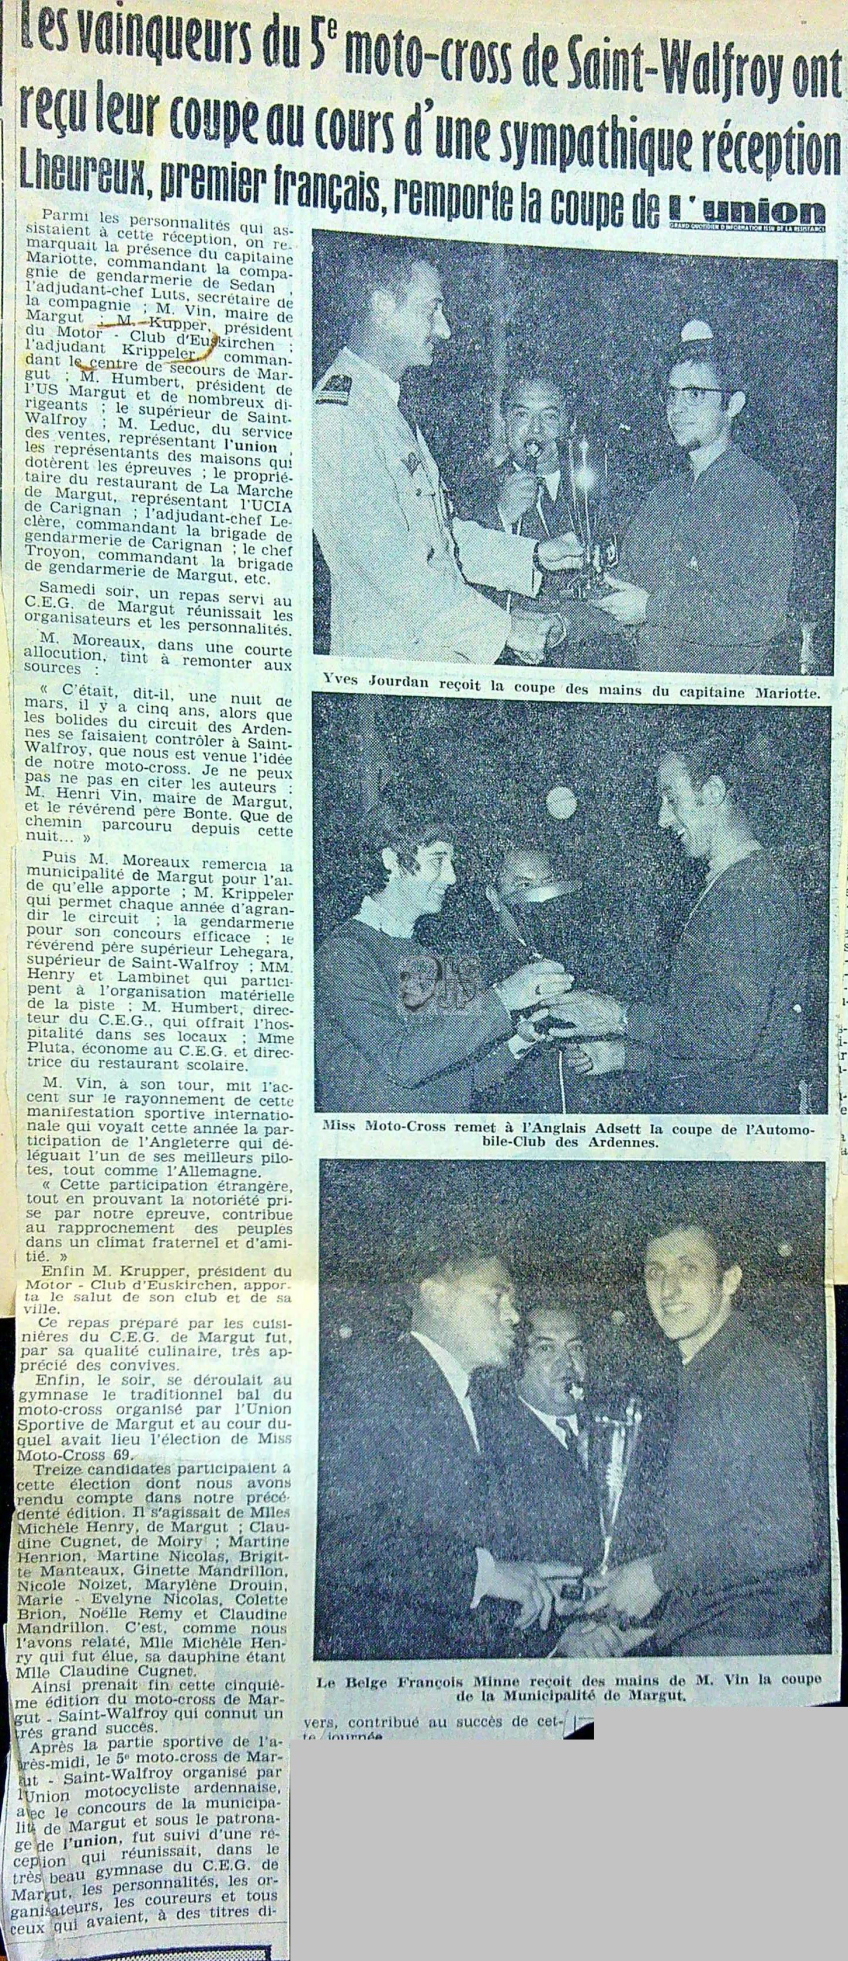 Les vainqueurs du 5e moto-cross de Saint-Walfroy ont
reçu leur coupe au cours d'une sympathique réception
Lheureux, premier français, remporte la coupe de l'union
GRAND QUOTIDIEN D'INFORMATION ISSU DE LA RESISTANCE
Parmi les personnalités qui as-
sistaient à cette réception, on re-
marquait la présence du capitaine
Mariotte, commandant la compa-
gnie de gendarmerie de Sedan ;
l'adjudant-chef Luts, secrétaire de
la compagnie ; M. Vin, maire de
Margut ; M. Kupper, président
du Motor - Club d'Euskirchen ;
l'adjudant Krippeler, comman-
dant le centre de secours de Mar-
gut ; M. Humbert, président de
l'US Margut et de nombreux di-
rigeants ; le supérieur de Saint-
Walfroy ; M. Leduc, du service
des ventes, représentant l'union ;
les représentants des maisons qui
dotèrent les épreuves ; le proprié-
taire du restaurant de La Marche
de Margut, représentant l'UCIA
de Carignan ; l'adjudant-chef Le-
clère, commandant la brigade de
gendarmerie de Carignan ; le chef
Troyon, commandant la brigade
de gendarmerie de Margut, etc.
Samedi soir, un repas servi au
C.E.G. de Margut réunissait les
organisateurs et les personnalités.
M. Moreaux, dans une courte
allocution, tint à remonter aux
sources :
« C'était, dit-il, une nuit de
mars, il y a cinq ans, alors que
les bolides du circuit des Arden-
nes se faisaient contrôler à Saint-
Walfroy, que nous est venue l'idée
de notre moto-cross. Je ne peux
pas ne pas en citer les auteurs :
M. Henri Vin, maire de Margut,
et le révérend père Bonte. Que de
chemin parcouru depuis cette
nuit... »
Puis M. Moreaux remercia la
municipalité de Margut pour l'ai-
de qu'elle apporte ; M. Krippeler
qui permet chaque année d'agran-
dir le circuit ; la gendarmerie
pour son concours efficace ; le
révérend père supérieur Lehegara,
supérieur de Saint-Walfroy ; MM.
Henry et Lambinet qui partici-
pent à l'organisation matérielle
de la piste ; M. Humbert, direc-
teur du C.E.G., qui offrait l'hos-
pitalité dans ses locaux ; Mme
Pluta, économe au C.E.G. et direc-
trice du restaurant scolaire.
M. Vin, à son tour, mit l'ac-
cent sur le rayonnement de cette
manifestation sportive internatio-
nale qui voyait cette année la par-
ticipation de l'Angleterre qui dé-
léguait l'un de ses meilleurs pilo-
tes, tout comme l'Allemagne.
« Cette participation étrangère,
tout en prouvant la notoriété pri-
se par notre épreuve, contribue
au rapprochement des peuples
dans un climat fraternel et d'ami-
tié. »
Enfin M. Krupper, président du
Motor - Club d'Euskirchen, appor-
ta le salut de son club et de sa
ville.
Ce repas préparé par les cuisi-
nières du C.E.G. de Margut fut,
par sa qualité culinaire, très ap-
précié des convives.
Enfin, le soir, se déroulait au
gymnase le traditionnel bal du
moto-cross organisé par l'Union
Sportive de Margut et au cour du-
quel avait lieu l'élection de Miss
Moto-Cross 69.
Treize candidates participaient à
cette élection dont nous avons
rendu compte dans notre précé-
denté édition. Il s'agissait de Mlles
Michèle Henry, de Margut ; Clau-
dine Cugnet, de Moiry ; Martine
Henrion, Martine Nicolas, Brigit-
te Manteaux, Ginette Mandrillon,
Nicole Noizet, Marylène Drouin,
Marie - Evelyne Nicolas, Colette
Brion, Noëlle Remy et Claudine
Mandrillon. C'est, comme nous
l'avons relaté, Mlle Michèle Hen-
ry qui fut élue, sa dauphine étant
Mlle Claudine Cugnet.
Ainsi prenait fin cette cinquiè-
me édition du moto-cross de Mar-
gut - Saint-Walfroy qui connut un
très grand succès.
Après la partie sportive de l'a-
rès-midi, le 5e moto-cross de Mar-
gut - Saint-Walfroy organisé par
l'Union motocycliste ardennaise,
avec le concours de la municipa-
lité de Margut et sous le patrona-
ge de l'union, fut suivi d'une ré-
ception qui réunissait, dans le
très beau gymnase du C.E.G. de
Margut, les personnalités, les or-
ganisateurs, les coureurs et tous
ceux qui avaient, à des titres di-
Yves Jourdan reçoit la coupe des mains du capitaine Mariotte.
Miss Moto-Cross remet à l'Anglais Adsett la coupe de l'Automo-
bile-Club des Ardennes.
Le Belge François Minne reçoit des mains de M. Vin la coupe
de la Municipalité de Margut.
vers, contribué au succès de cet-
te journée